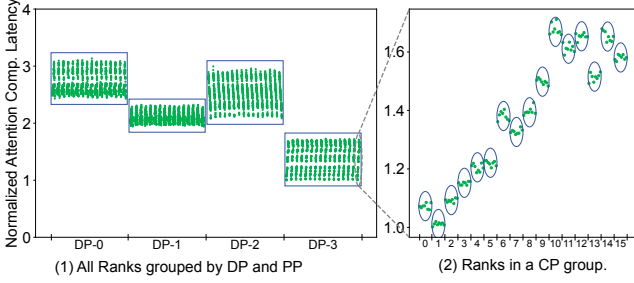 Normalized Attention Comp. Latency
4
3
2
1
0
DP-0 DP-1 DP-2 DP-3
(1) All Ranks grouped by DP and PP
1.6
1.4
1.2
1.0
0 1 2 3 4 5 6 7 8 9 10 11 12 13 14 15
(2) Ranks in a CP group.